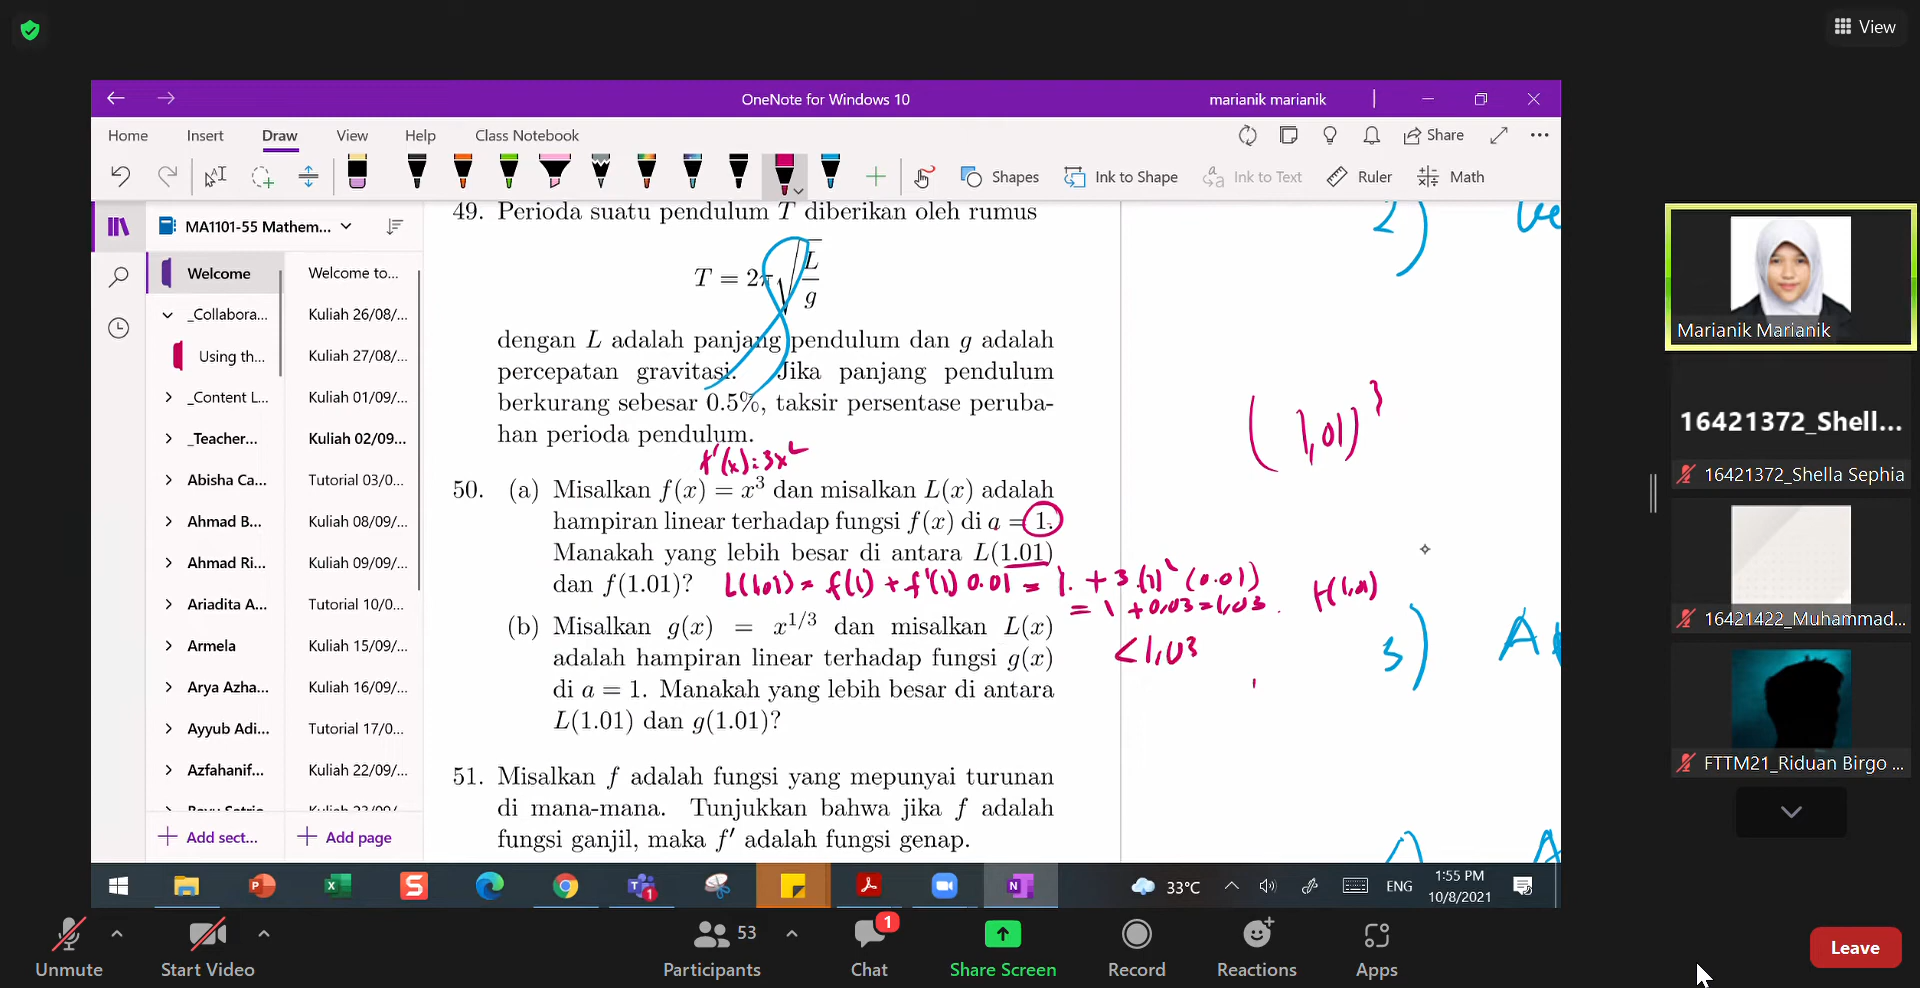 View
OneNote for Windows 10
marianik marianik
Home Insert Draw View Help Class Notebook
Share
Shapes Ink to Shape Ink to Text Ruler Math
MA1101-55 Mathem...
Welcome
_Collabora...
Using th...
_Content L...
_Teacher...
Abisha Ca...
Ahmad B...
Ahmad Ri...
Ariadita A...
Armela
Arya Azha...
Ayyub Adi...
Azfahanif...
Add sect...
Welcome to...
Kuliah 26/08/...
Kuliah 27/08/...
Kuliah 01/09/...
Kuliah 02/09...
Tutorial 03/0...
Kuliah 08/09/...
Kuliah 09/09/...
Tutorial 10/0...
Kuliah 15/09/...
Kuliah 16/09/...
Tutorial 17/0...
Kuliah 22/09/...
Kuliah 23/09/...
Add page
49. Perioda suatu pendulum T diberikan oleh rumus
T = 2π√(L/g)
dengan L adalah panjang pendulum dan g adalah
percepatan gravitasi. Jika panjang pendulum
berkurang sebesar 0.5%, taksir persentase peruba-
han perioda pendulum.
f'(x)=3x²
50. (a) Misalkan f(x) = x³ dan misalkan L(x) adalah
hampiran linear terhadap fungsi f(x) di a = 1.
Manakah yang lebih besar di antara L(1.01)
dan f(1.01)?
L(1,01) = f(1) + f'(1) 0.01 = 1. + 3.(1)² (0.01)
= 1 + 0,03 = 1,03.
< 1,03
(b) Misalkan g(x) = x^{1/3} dan misalkan L(x)
adalah hampiran linear terhadap fungsi g(x)
di a = 1. Manakah yang lebih besar di antara
L(1.01) dan g(1.01)?
51. Misalkan f adalah fungsi yang mepunyai turunan
di mana-mana. Tunjukkan bahwa jika f adalah
fungsi ganjil, maka f′ adalah fungsi genap.
2)
(1,01)³
3)
Marianik Marianik
16421372_Shell...
16421372_Shella Sephia
16421422_Muhammad...
FTTM21_Riduan Birgo ...
1
33°C
ENG
1:55 PM
10/8/2021
Unmute
Start Video
53
Participants
1
Chat
Share Screen
Record
Reactions
Apps
Leave